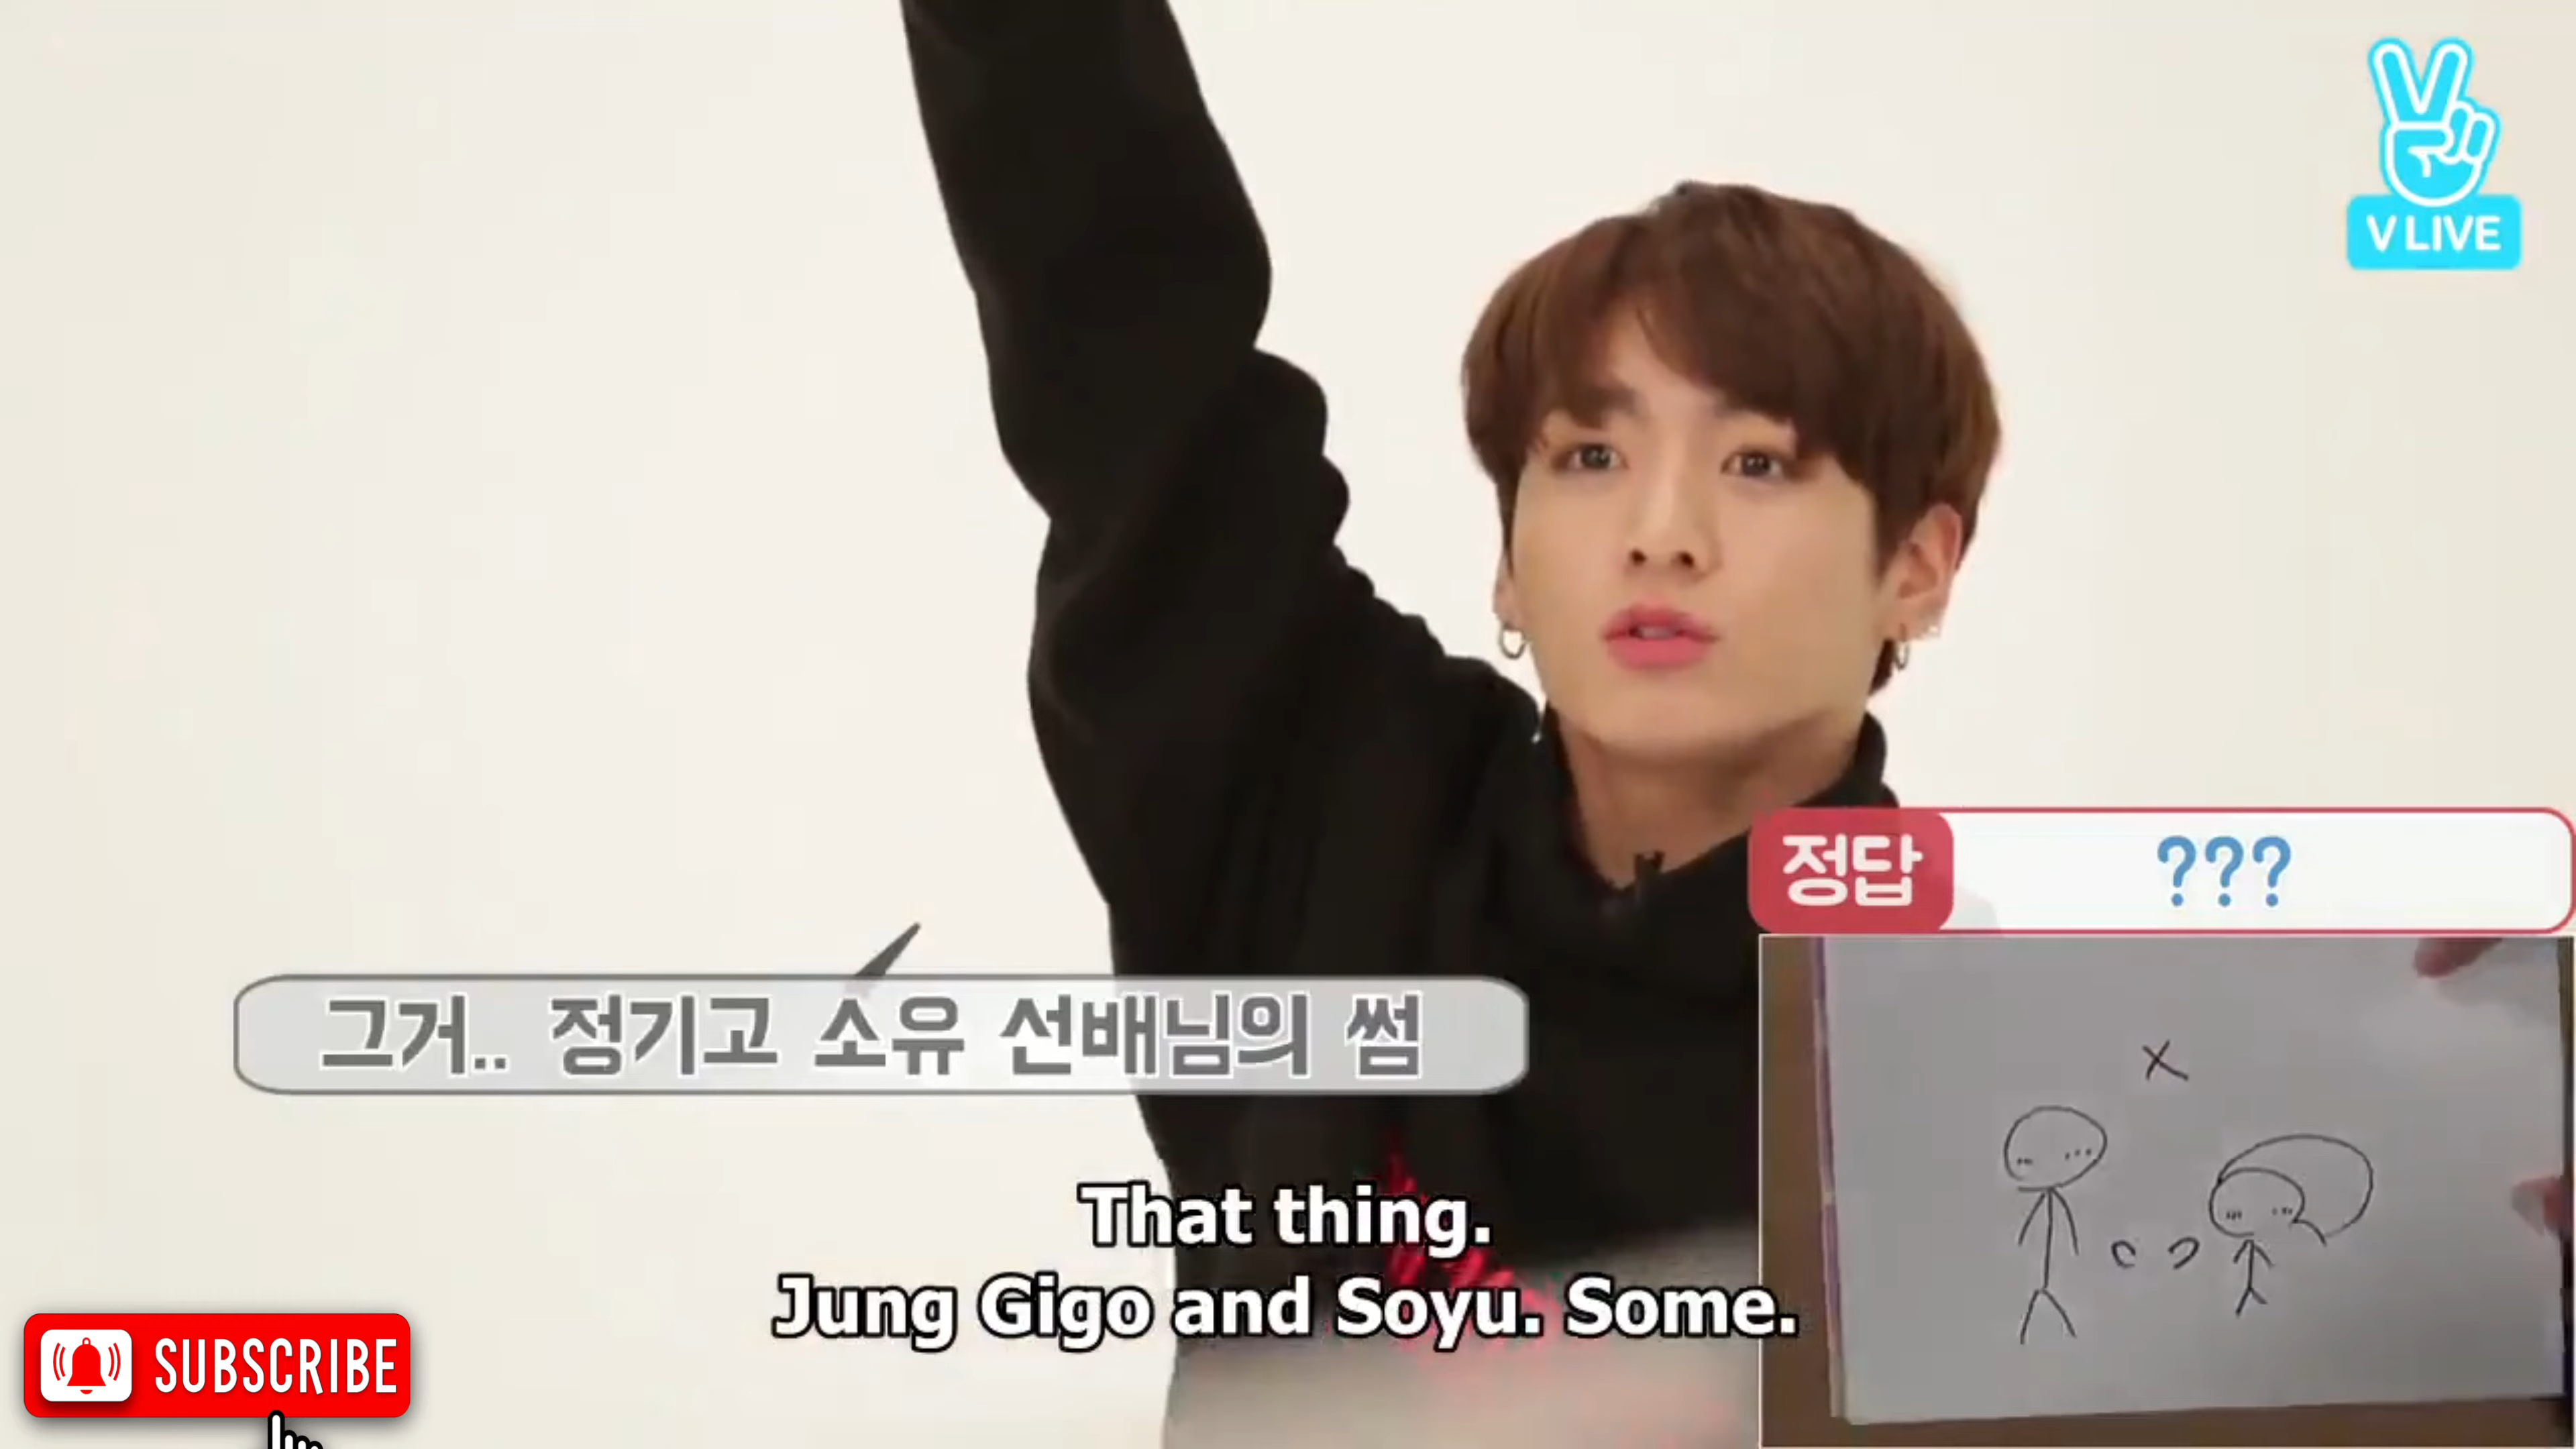 V LIVE
정답
???
그거.. 정기고 소유 선배님의 썸
That thing.
Jung Gigo and Soyu. Some.
SUBSCRIBE